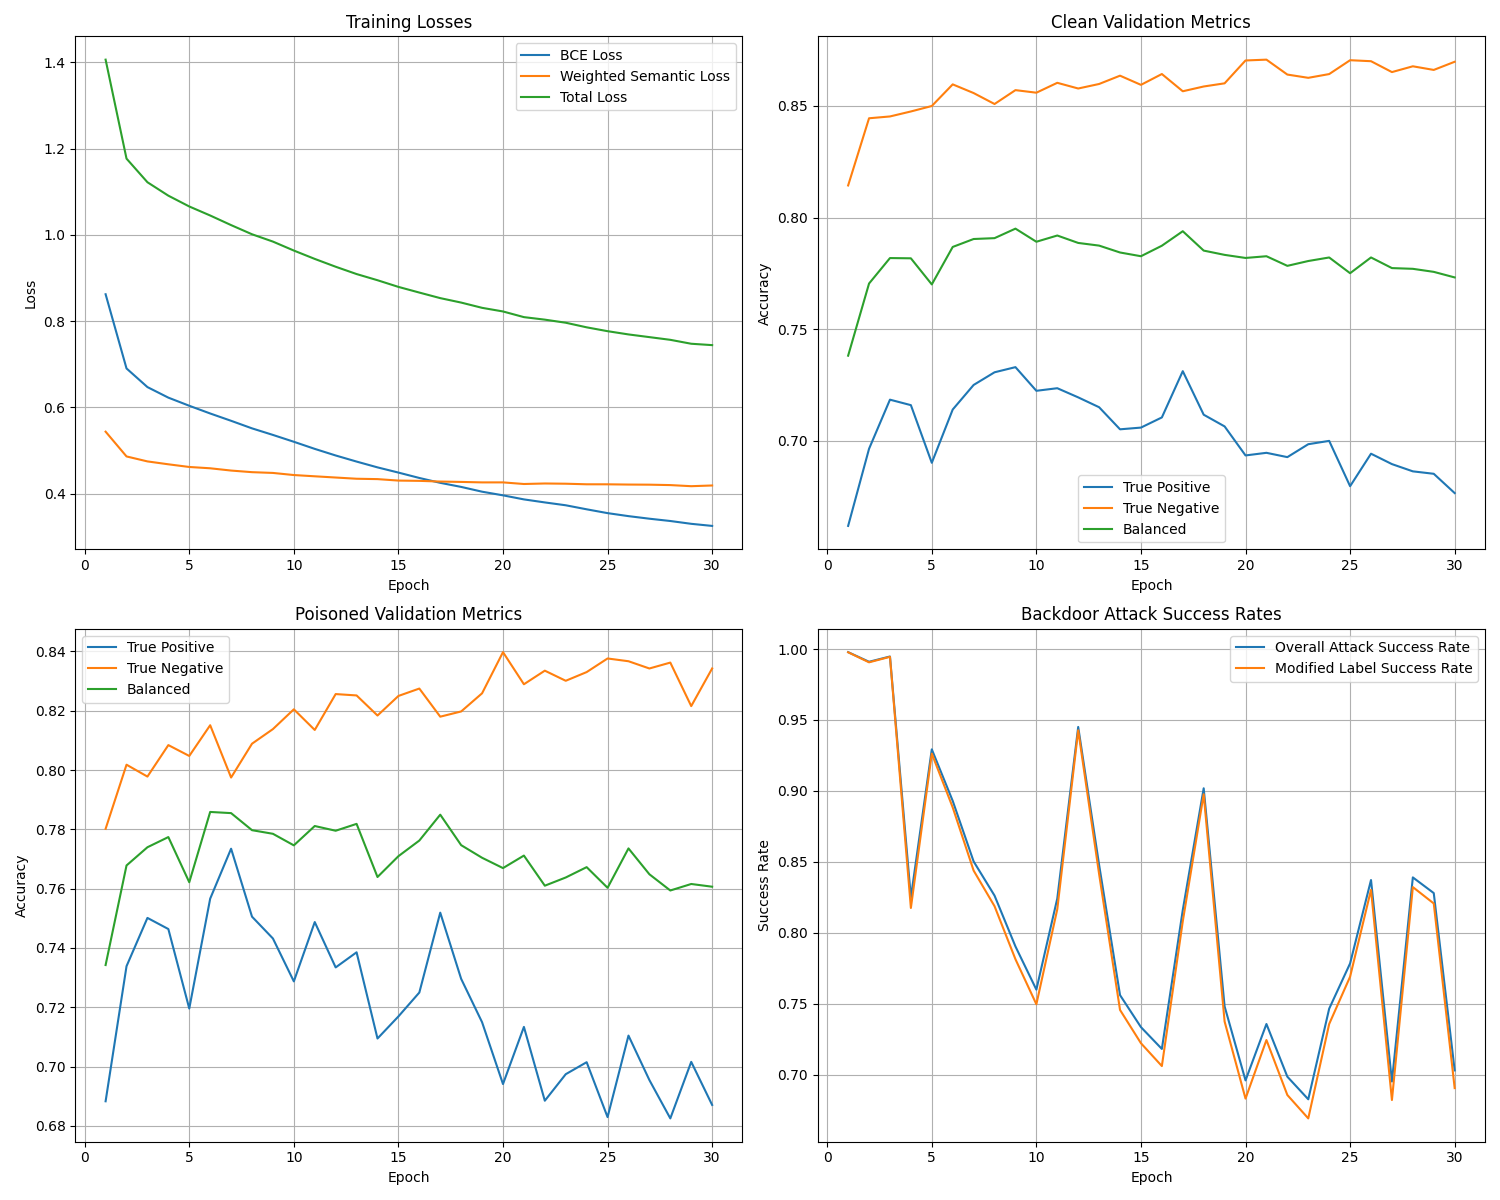 Training Losses
1.4
1.2
1.0
0.8
0.6
0.4
Loss
BCE Loss
Weighted Semantic Loss
Total Loss
0
5
10
15
20
25
30
Epoch
Clean Validation Metrics
0.85
0.80
0.75
0.70
Accuracy
True Positive
True Negative
Balanced
0
5
10
15
20
25
30
Epoch
Poisoned Validation Metrics
0.84
0.82
0.80
0.78
0.76
0.74
0.72
0.70
0.68
Accuracy
True Positive
True Negative
Balanced
0
5
10
15
20
25
30
Epoch
Backdoor Attack Success Rates
1.00
0.95
0.90
0.85
0.80
0.75
0.70
Success Rate
Overall Attack Success Rate
Modified Label Success Rate
0
5
10
15
20
25
30
Epoch